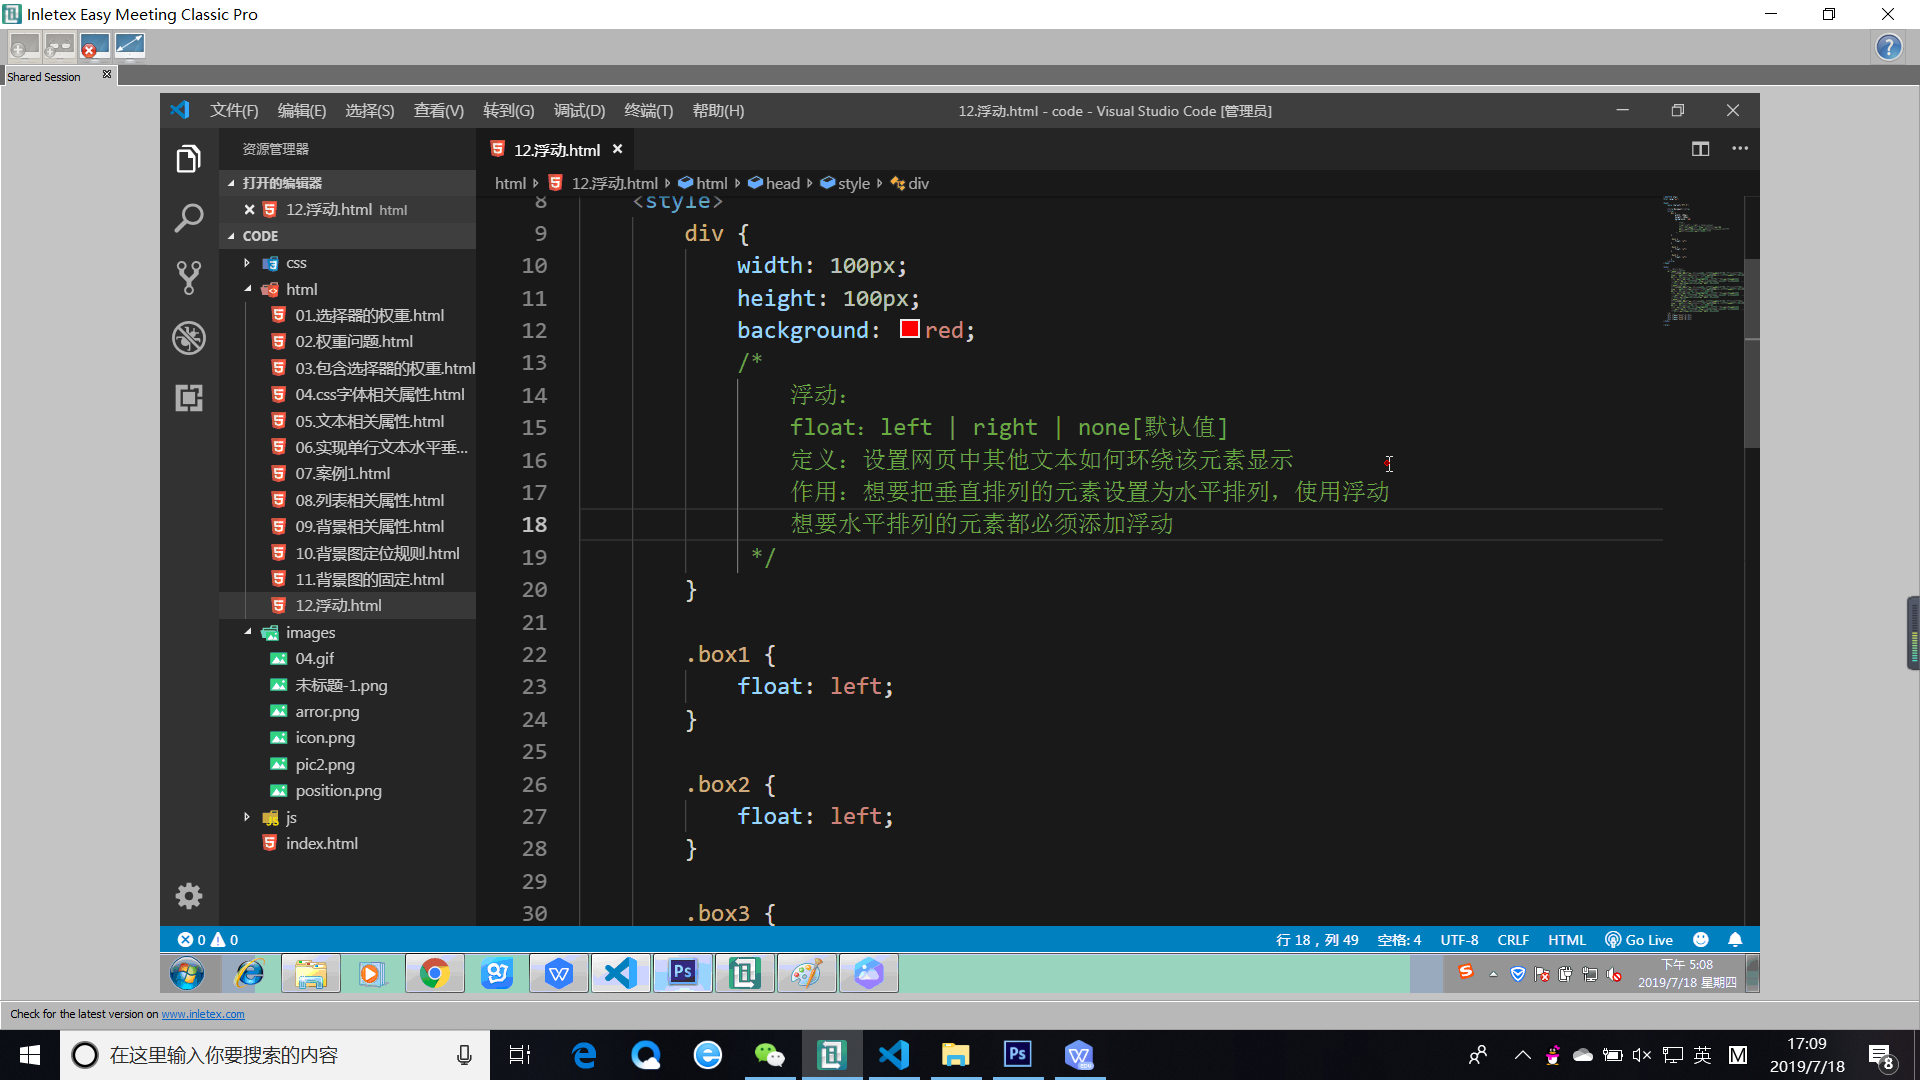 Inletex Easy Meeting Classic Pro
Shared Session
文件(F) 编辑(E) 选择(S) 查看(V) 转到(G) 调试(D) 终端(T) 帮助(H)
12.浮动.html - code - Visual Studio Code [管理员]
资源管理器
12.浮动.html
打开的编辑器
html 12.浮动.html html head style div
12.浮动.html html
CODE
css
html
01.选择器的权重.html
02.权重问题.html
03.包含选择器的权重.html
04.css字体相关属性.html
05.文本相关属性.html
06.实现单行文本水平垂...
07.案例1.html
08.列表相关属性.html
09.背景相关属性.html
10.背景图定位规则.html
11.背景图的固定.html
12.浮动.html
images
04.gif
未标题-1.png
arror.png
icon.png
pic2.png
position.png
js
index.html
8 <style>
9 div {
10 width: 100px;
11 height: 100px;
12 background: red;
13 /*
14 浮动：
15 float：left | right | none[默认值]
16 定义：设置网页中其他文本如何环绕该元素显示
17 作用：想要把垂直排列的元素设置为水平排列，使用浮动
18 想要水平排列的元素都必须添加浮动
19 */
20 }
21
22 .box1 {
23 float: left;
24 }
25
26 .box2 {
27 float: left;
28 }
29
30 .box3 {
0 0
行 18，列 49 空格: 4 UTF-8 CRLF HTML Go Live
下午 5:08
2019/7/18 星期四
Check for the latest version on www.inletex.com
在这里输入你要搜索的内容
英 M
17:09
2019/7/18
8